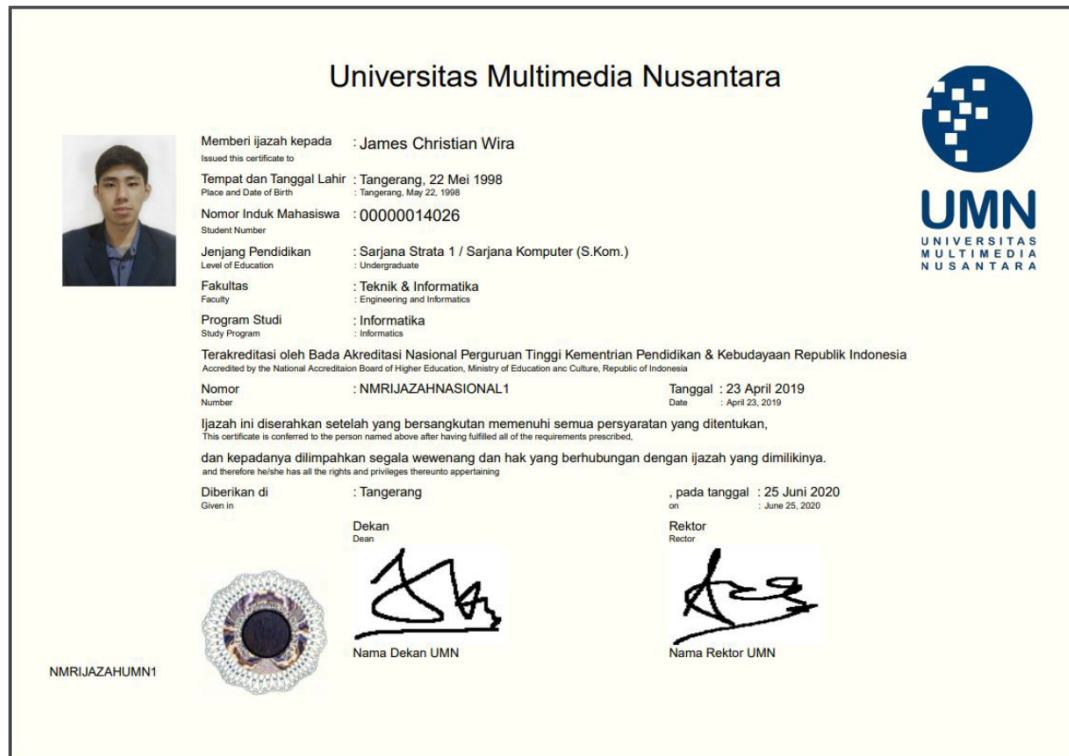 Universitas Multimedia Nusantara
Memberi ijazah kepada : James Christian Wira
Issued this certificate to
Tempat dan Tanggal Lahir : Tangerang, 22 Mei 1998
Place and Date of Birth : Tangerang, May 22, 1998
Nomor Induk Mahasiswa : 00000014026
Student Number
Jenjang Pendidikan : Sarjana Strata 1 / Sarjana Komputer (S.Kom.)
Level of Education : Undergraduate
Fakultas : Teknik & Informatika
Faculty : Engineering and Informatics
Program Studi : Informatika
Study Program : Informatics
UMN
UNIVERSITAS
MULTIMEDIA
NUSANTARA
Terakreditasi oleh Bada Akreditasi Nasional Perguruan Tinggi Kementrian Pendidikan & Kebudayaan Republik Indonesia
Accredited by the National Accreditaion Board of Higher Education, Ministry of Education anc Culture, Republic of Indonesia
Nomor : NMRIJAZAHNASIONAL1 Tanggal : 23 April 2019
Number Date : April 23, 2019
Ijazah ini diserahkan setelah yang bersangkutan memenuhi semua persyaratan yang ditentukan,
This certificate is conferred to the person named above after having fulfilled all of the requirements prescribed,
dan kepadanya dilimpahkan segala wewenang dan hak yang berhubungan dengan ijazah yang dimilikinya.
and therefore he/she has all the rights and privileges thereunto appertaining
Diberikan di : Tangerang , pada tanggal : 25 Juni 2020
Given in on : June 25, 2020
Dekan Rektor
Dean Rector
Nama Dekan UMN Nama Rektor UMN
NMRIJAZAHUMN1